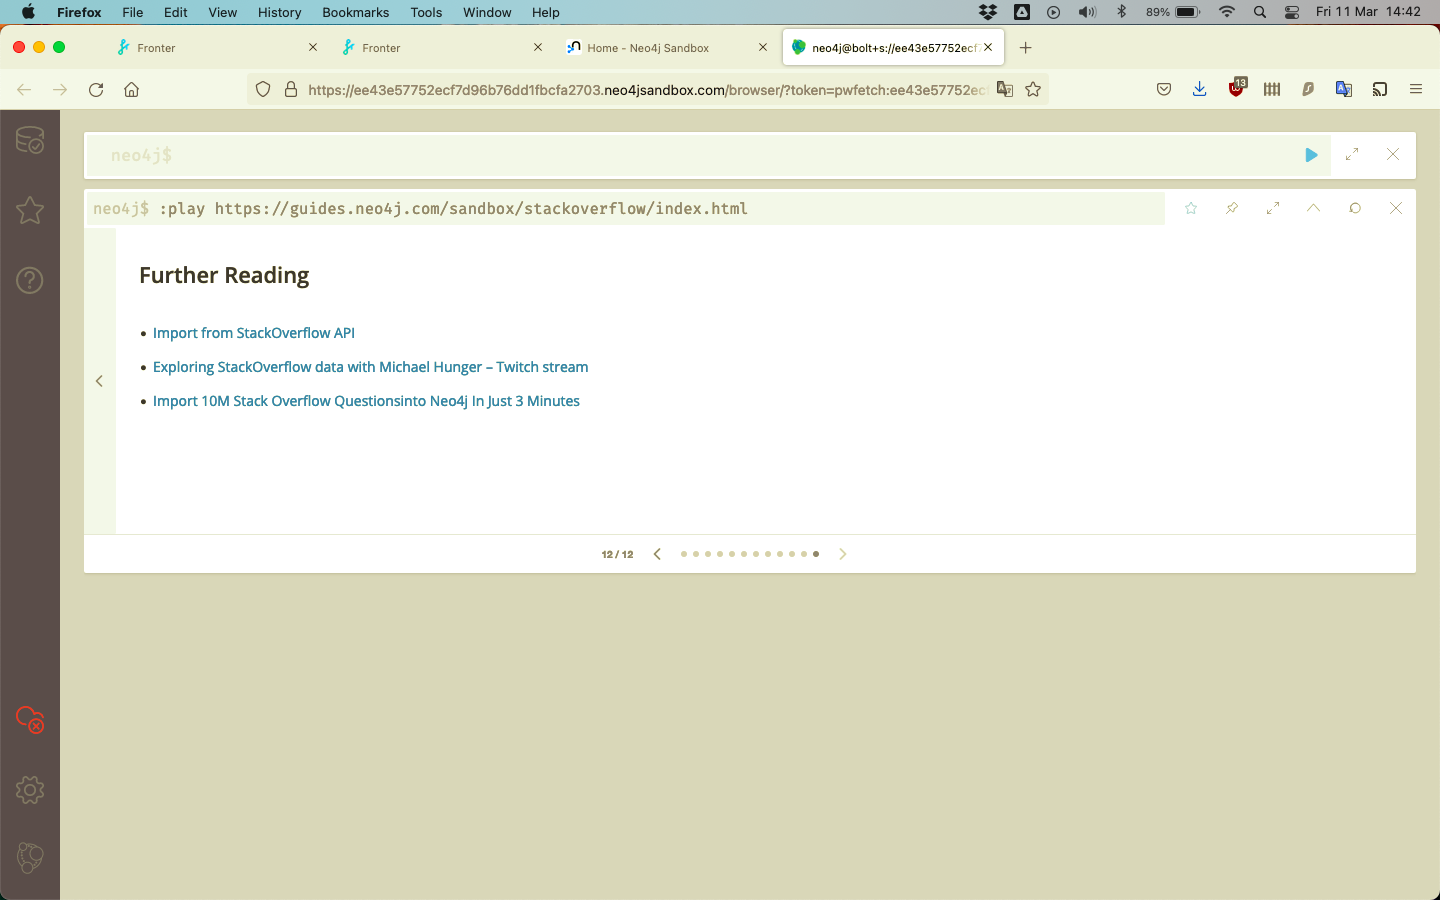 Firefox File Edit View History Bookmarks Tools Window Help 89% Fri 11 Mar 14:42
Fronter Fronter Home - Neo4j Sandbox neo4j@bolt+s://ee43e57752ecf7
https://ee43e57752ecf7d96b76dd1fbcfa2703.neo4jsandbox.com/browser/?token=pwfetch:ee43e57752ec 13
neo4j$
neo4j$ :play https://guides.neo4j.com/sandbox/stackoverflow/index.html
Further Reading
• Import from StackOverflow API
• Exploring StackOverflow data with Michael Hunger – Twitch stream
• Import 10M Stack Overflow Questionsinto Neo4j In Just 3 Minutes
12 / 12